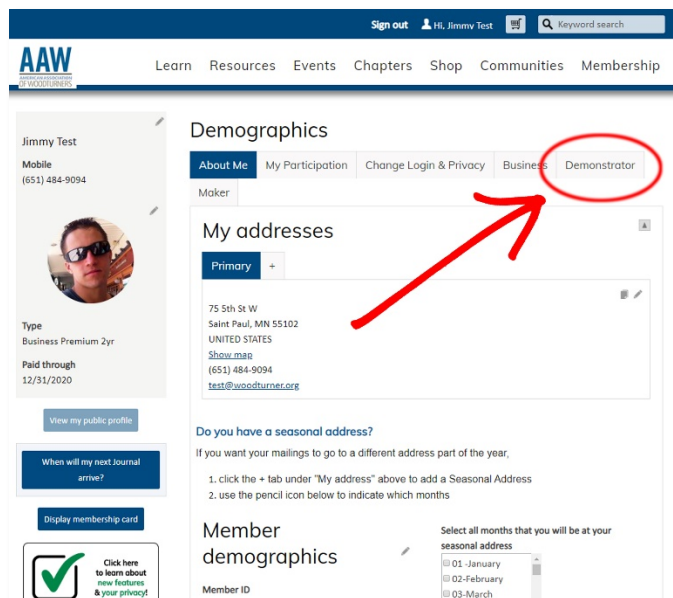 Sign out Hi, Jimmy Test Keyword search
AAW
AMERICAN ASSOCIATION
OF WOODTURNERS
Learn Resources Events Chapters Shop Communities Membership
Jimmy Test
Mobile
(651) 484-9094
Type
Business Premium 2yr
Paid through
12/31/2020
View my public profile
When will my next Journal
arrive?
Display membership card
Click here
to learn about
new features
& your privacy!
Demographics
About Me My Participation Change Login & Privacy Business Demonstrator
Maker
My addresses
Primary +
75 5th St W
Saint Paul, MN 55102
UNITED STATES
Show map
(651) 484-9094
test@woodturner.org
Do you have a seasonal address?
If you want your mailings to go to a different address part of the year,
1. click the + tab under "My address" above to add a Seasonal Address
2. use the pencil icon below to indicate which months
Member
demographics
Member ID
Select all months that you will be at your
seasonal address
01 -January
02-February
03-March